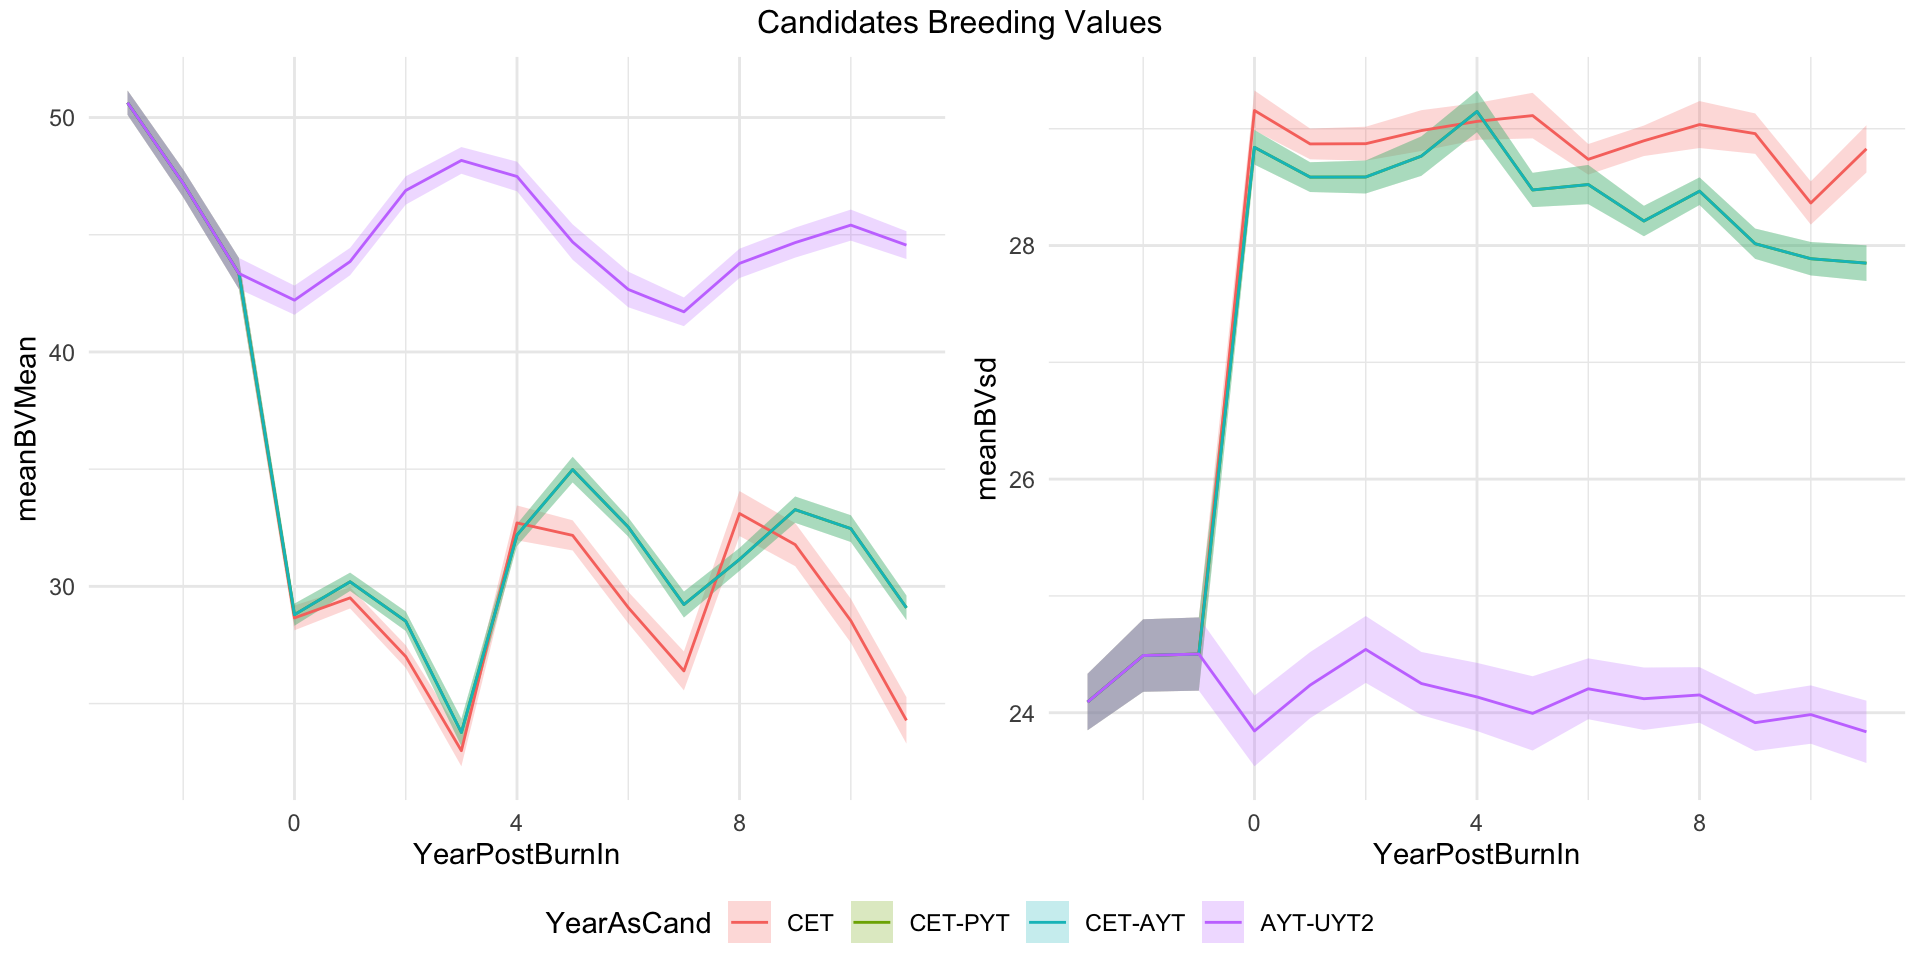 Candidates Breeding Values
meanBVMean
50
40
30
0 4 8
YearPostBurnIn
meanBVsd
28
26
24
0 4 8
YearPostBurnIn
YearAsCand CET CET-PYT CET-AYT AYT-UYT2